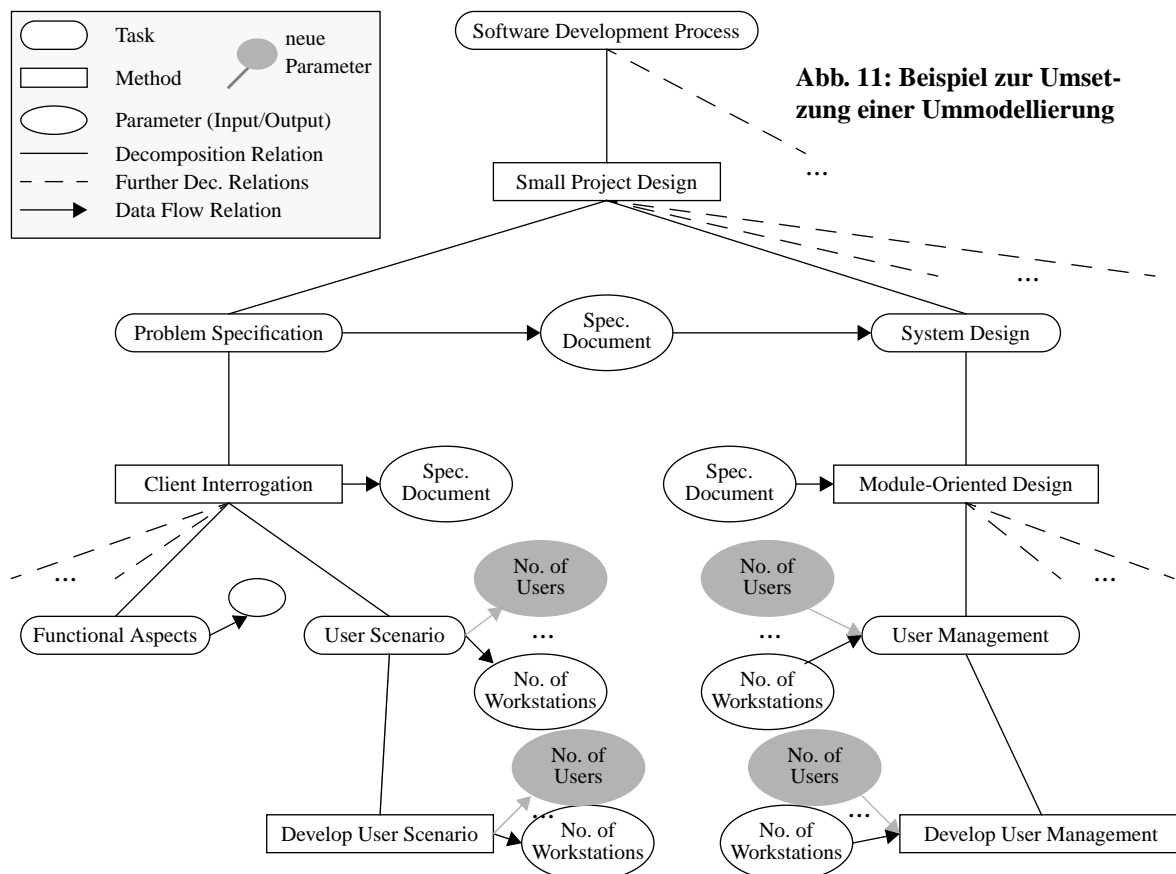 Task
neue
Parameter
Method
Parameter (Input/Output)
Decomposition Relation
Further Dec. Relations
Data Flow Relation
Software Development Process
Abb. 11: Beispiel zur Umset-
zung einer Ummodellierung
...
Small Project Design
...
Problem Specification
Spec.
Document
System Design
Client Interrogation
Spec.
Document
Spec.
Document
Module-Oriented Design
...
No. of
Users
No. of
Users
...
Functional Aspects
User Scenario
...
...
User Management
No. of
Workstations
No. of
Workstations
No. of
Users
No. of
Users
...
...
Develop User Scenario
No. of
Workstations
No. of
Workstations
Develop User Management